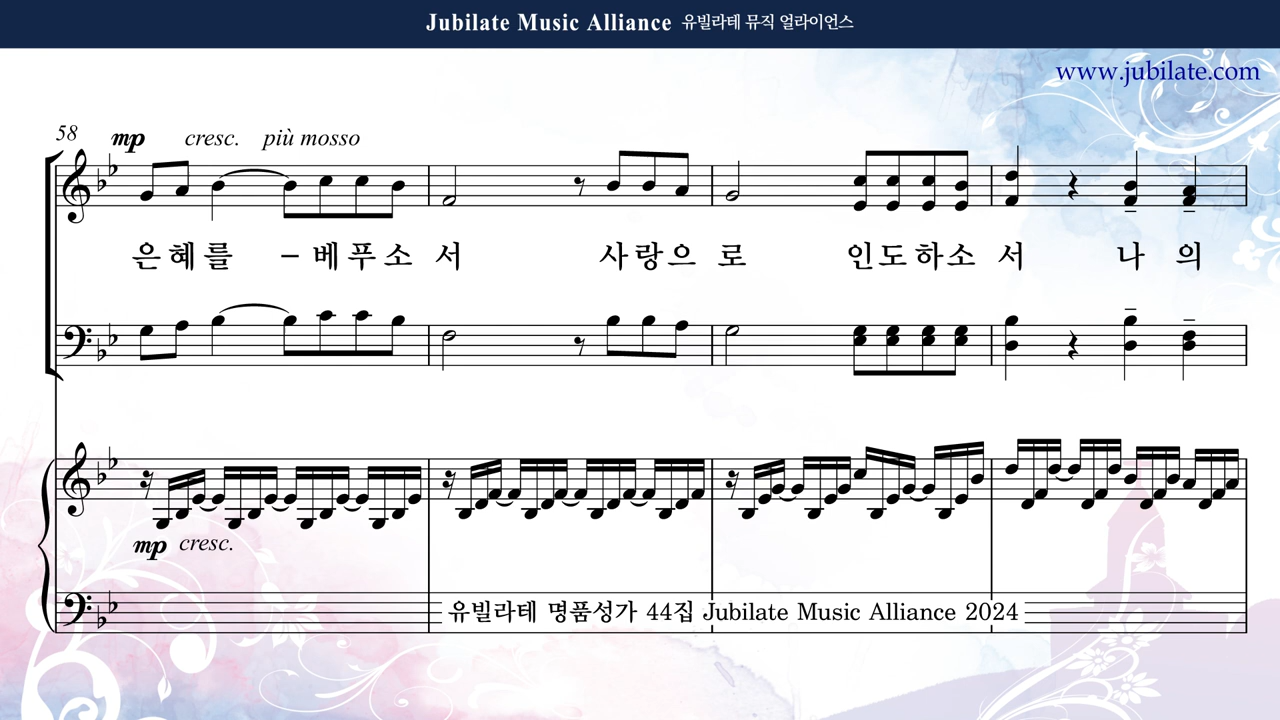 Jubilate Music Alliance 유빌라테 뮤직 얼라이언스
www.jubilate.com
58 mp cresc. più mosso
은혜를 – 베푸소서 사랑으로 인도하소서 나의
mp cresc.
유빌라테 명품성가 44집 Jubilate Music Alliance 2024